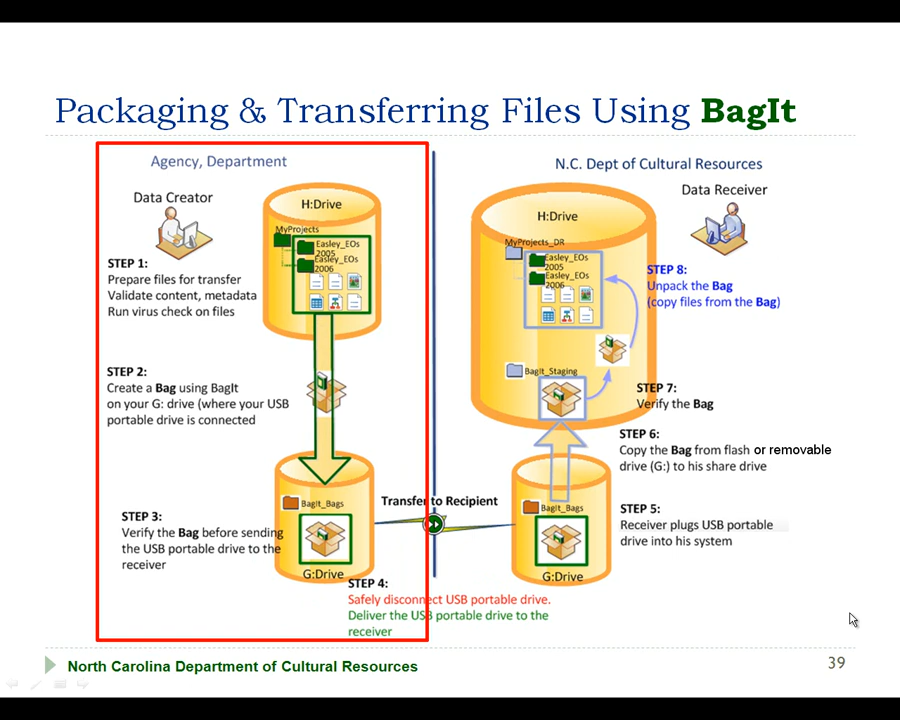 Packaging & Transferring Files Using BagIt
Agency, Department
Data Creator
H:Drive
MyProjects
Easley_EOs
2005
Easley_EOs
2006
STEP 1:
Prepare files for transfer
Validate content, metadata
Run virus check on files
STEP 2:
Create a Bag using BagIt
on your G: drive (where your USB
portable drive is connected
BagIt_Bags
STEP 3:
Verify the Bag before sending
the USB portable drive to the
receiver
G:Drive
STEP 4:
Safely disconnect USB portable drive.
Deliver the USB portable drive to the
receiver
Transfer to Recipient
N.C. Dept of Cultural Resources
Data Receiver
H:Drive
MyProjects_DR
Easley_EOs
2005
Easley_EOs
2006
STEP 8:
Unpack the Bag
(copy files from the Bag)
BagIt_Staging
STEP 7:
Verify the Bag
STEP 6:
Copy the Bag from flash or removable
drive (G:) to his share drive
BagIt_Bags
STEP 5:
Receiver plugs USB portable
drive into his system
G:Drive
North Carolina Department of Cultural Resources
39